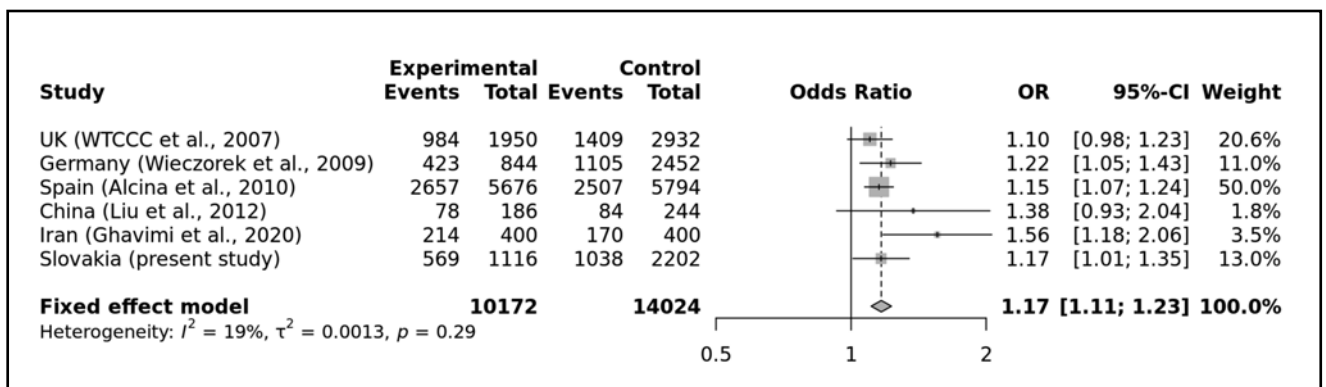 Experimental Control
Study Events Total Events Total Odds Ratio OR 95%-CI Weight
UK (WTCCC et al., 2007) 984 1950 1409 2932 1.10 [0.98; 1.23] 20.6%
Germany (Wieczorek et al., 2009) 423 844 1105 2452 1.22 [1.05; 1.43] 11.0%
Spain (Alcina et al., 2010) 2657 5676 2507 5794 1.15 [1.07; 1.24] 50.0%
China (Liu et al., 2012) 78 186 84 244 1.38 [0.93; 2.04] 1.8%
Iran (Ghavimi et al., 2020) 214 400 170 400 1.56 [1.18; 2.06] 3.5%
Slovakia (present study) 569 1116 1038 2202 1.17 [1.01; 1.35] 13.0%
Fixed effect model 10172 14024 1.17 [1.11; 1.23] 100.0%
Heterogeneity: I² = 19%, τ² = 0.0013, p = 0.29
0.5 1 2